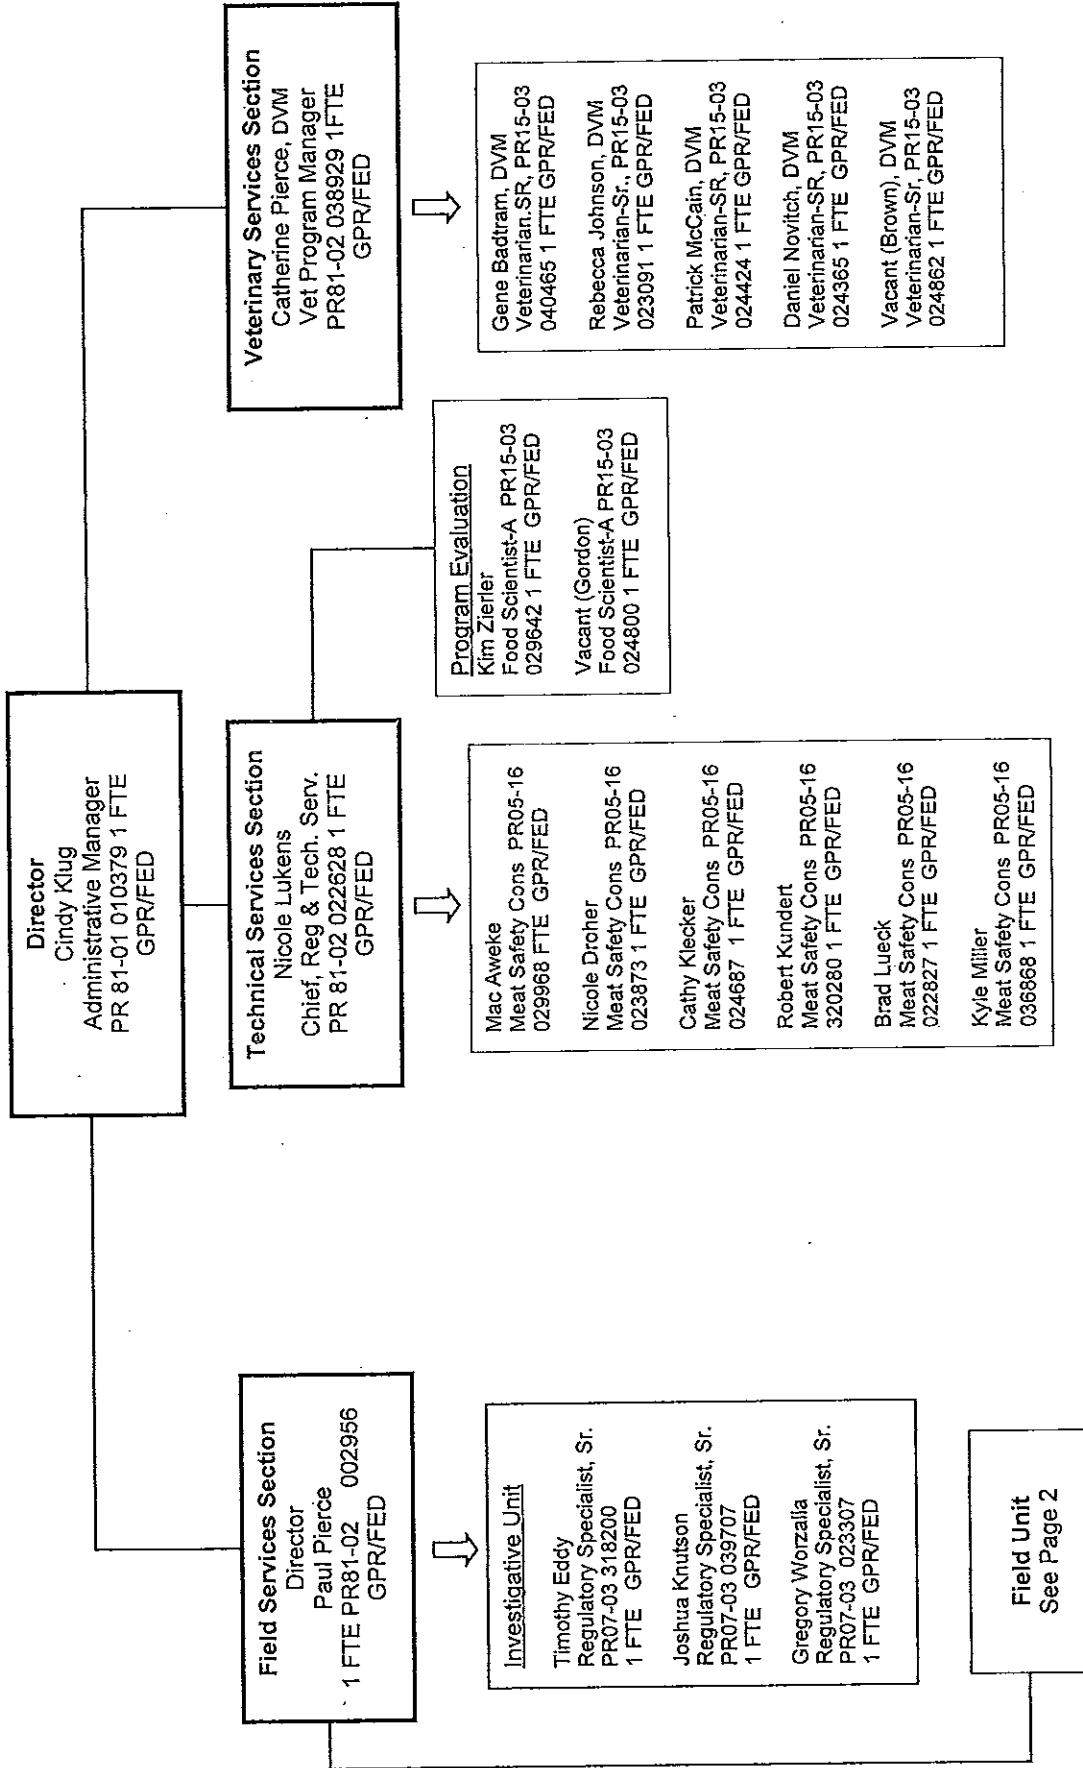 Director
Cindy Klug
Administrative Manager
PR 81-01 010379 1 FTE
GPR/FED
Field Services Section
Director
Paul Pierce
1 FTE PR81-02 002956
GPR/FED
Investigative Unit
Timothy Eddy
Regulatory Specialist, Sr.
PR07-03 318200
1 FTE GPR/FED
Joshua Knutson
Regulatory Specialist, Sr.
PR07-03 039707
1 FTE GPR/FED
Gregory Worzalla
Regulatory Specialist, Sr.
PR07-03 023307
1 FTE GPR/FED
Field Unit
See Page 2
Technical Services Section
Nicole Lukens
Chief, Reg & Tech. Serv.
PR 81-02 022628 1 FTE
GPR/FED
Mac Aweke
Meat Safety Cons PR05-16
029968 FTE GPR/FED
Nicole Droher
Meat Safety Cons PR05-16
023873 1 FTE GPR/FED
Cathy Klecker
Meat Safety Cons PR05-16
024687 1 FTE GPR/FED
Robert Kundert
Meat Safety Cons PR05-16
320280 1 FTE GPR/FED
Brad Lueck
Meat Safety Cons PR05-16
022827 1 FTE GPR/FED
Kyle Miller
Meat Safety Cons PR05-16
036868 1 FTE GPR/FED
Program Evaluation
Kim Zierler
Food Scientist-A PR15-03
029642 1 FTE GPR/FED
Vacant (Gordon)
Food Scientist-A PR15-03
024800 1 FTE GPR/FED
Veterinary Services Section
Catherine Pierce, DVM
Vet Program Manager
PR81-02 038929 1FTE
GPR/FED
Gene Badtram, DVM
Veterinarian.SR, PR15-03
040465 1 FTE GPR/FED
Rebecca Johnson, DVM
Veterinarian-Sr., PR15-03
023091 1 FTE GPR/FED
Patrick McCain, DVM
Veterinarian-SR, PR15-03
024424 1 FTE GPR/FED
Daniel Novitch, DVM
Veterinarian-SR, PR15-03
024365 1 FTE GPR/FED
Vacant (Brown), DVM
Veterinarian-Sr, PR15-03
024862 1 FTE GPR/FED